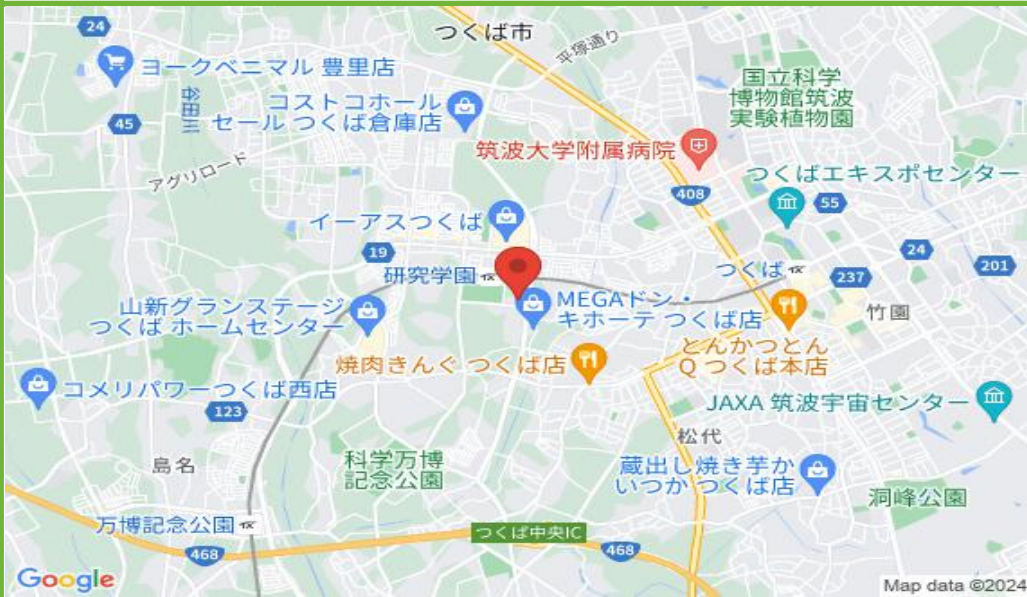 24
つくば市
平塚通り
ヨークベニマル 豊里店
国立科学
博物館筑波
実験植物園
谷田川
コストコホール
セール つくば倉庫店
45
筑波大学附属病院
アグリロード
つくばエキスポセンター
408
55
イーアスつくば
19
24
研究学園
つくば
201
237
山新グランステージ
つくば ホームセンター
MEGAドン・
キホーテ つくば店
竹園
焼肉きんぐ つくば店
とんかつとん
Q つくば本店
コメリパワーつくば西店
123
JAXA 筑波宇宙センター
松代
島名
科学万博
記念公園
蔵出し焼き芋か
いつか つくば店
洞峰公園
万博記念公園
つくば中央IC
468
468
Google
Map data ©2024